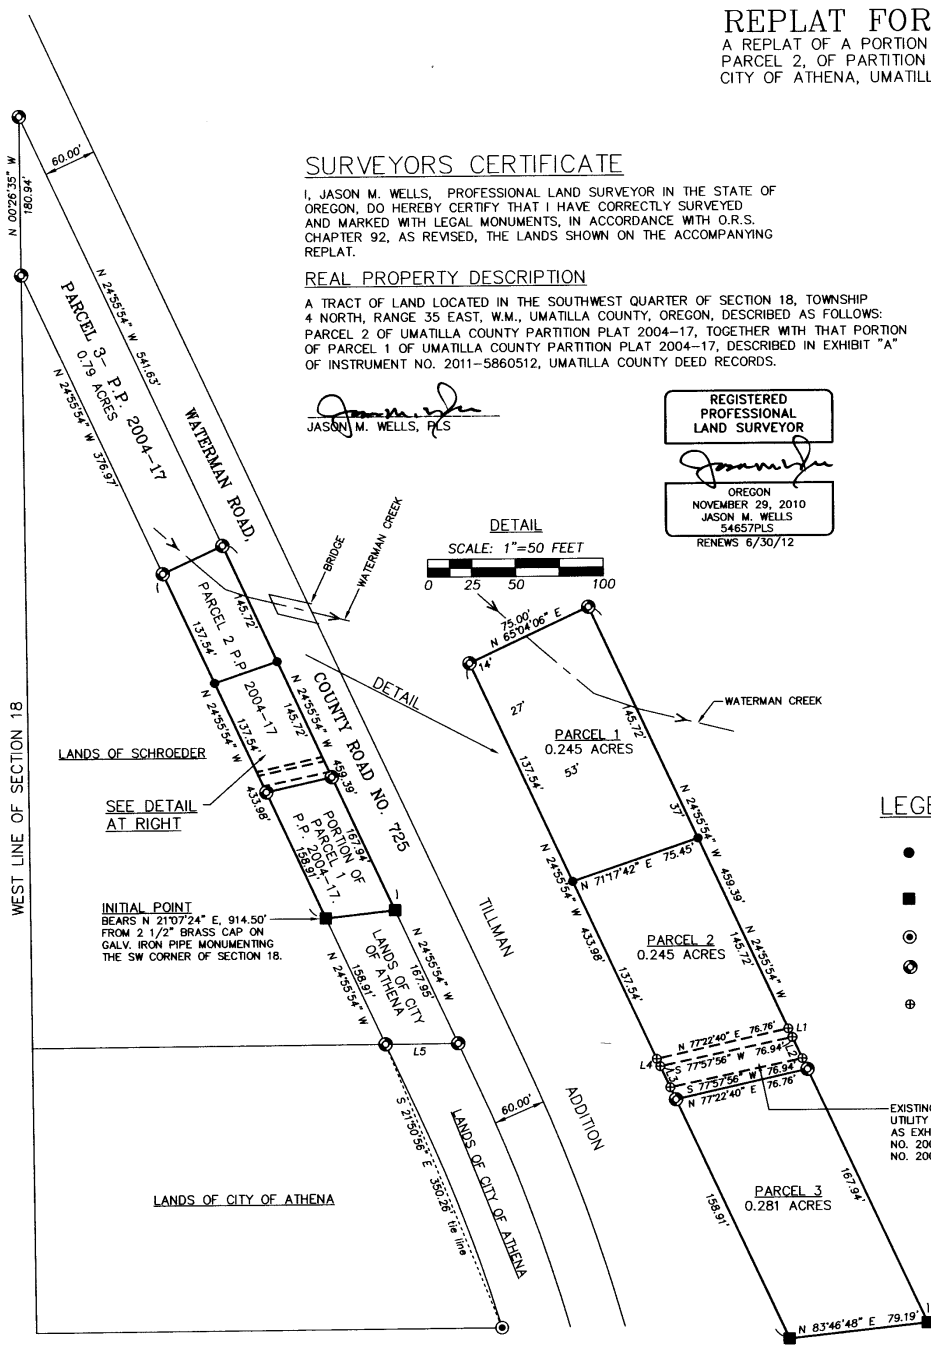 REPLAT FOR
A REPLAT OF A PORTION
PARCEL 2, OF PARTITION
CITY OF ATHENA, UMATILL
SURVEYORS CERTIFICATE
I, JASON M. WELLS, PROFESSIONAL LAND SURVEYOR IN THE STATE OF
OREGON, DO HEREBY CERTIFY THAT I HAVE CORRECTLY SURVEYED
AND MARKED WITH LEGAL MONUMENTS, IN ACCORDANCE WITH O.R.S.
CHAPTER 92, AS REVISED, THE LANDS SHOWN ON THE ACCOMPANYING
REPLAT.
REAL PROPERTY DESCRIPTION
A TRACT OF LAND LOCATED IN THE SOUTHWEST QUARTER OF SECTION 18, TOWNSHIP
4 NORTH, RANGE 35 EAST, W.M., UMATILLA COUNTY, OREGON, DESCRIBED AS FOLLOWS:
PARCEL 2 OF UMATILLA COUNTY PARTITION PLAT 2004-17, TOGETHER WITH THAT PORTION
OF PARCEL 1 OF UMATILLA COUNTY PARTITION PLAT 2004-17, DESCRIBED IN EXHIBIT "A"
OF INSTRUMENT NO. 2011-5860512, UMATILLA COUNTY DEED RECORDS.
JASON M. WELLS, PLS
REGISTERED
PROFESSIONAL
LAND SURVEYOR
OREGON
NOVEMBER 29, 2010
JASON M. WELLS
54657PLS
RENEWS 6/30/12
60.00'
N 00°26'35" W
180.94'
N 24°55'54" W 541.63'
PARCEL 3- P.P. 2004-17
0.79 ACRES
N 24°55'54" W 376.97'
WATERMAN ROAD,
COUNTY ROAD NO. 725
BRIDGE
WATERMAN CREEK
PARCEL 2 P.P. 2004-17
145.72'
137.54'
N 24°55'54" W
145.72'
459.39'
N 24°55'54" W
137.54'
433.98'
DETAIL
LANDS OF SCHROEDER
SEE DETAIL
AT RIGHT
PORTION OF
PARCEL 1
P.P. 2004-17.
167.94'
158.91'
INITIAL POINT
BEARS N 21°07'24" E, 914.50'
FROM 2 1/2" BRASS CAP ON
GALV. IRON PIPE MONUMENTING
THE SW CORNER OF SECTION 18.
WEST LINE OF SECTION 18
LANDS OF CITY
OF ATHENA
N 24°55'54" W
167.95'
158.91'
N 24°55'54" W
L5
S 21°50'56" E 350.26' tie line
LANDS OF CITY OF ATHENA
LANDS OF CITY OF ATHENA
60.00'
TILLMAN
ADDITION
DETAIL
SCALE: 1"=50 FEET
0 25 50 100
75.00'
N 65°04'06" E
14'
27'
WATERMAN CREEK
PARCEL 1
0.245 ACRES
53'
145.72'
137.54'
37'
N 24°55'54" W
459.39'
N 71°17'42" E 75.45'
N 24°55'54" W
433.98'
PARCEL 2
0.245 ACRES
145.72'
N 24°55'54" W
137.54'
N 77°22'40" E 76.76'
L1
L4
S 77°57'56" W 76.94'
L2
L3
S 77°57'56" W 76.94'
N 77°22'40" E 76.76'
PARCEL 3
0.281 ACRES
158.91'
167.94'
N 83°46'48" E 79.19'
LEGE
EXISTING
UTILITY
AS EXH
NO. 200
NO. 200